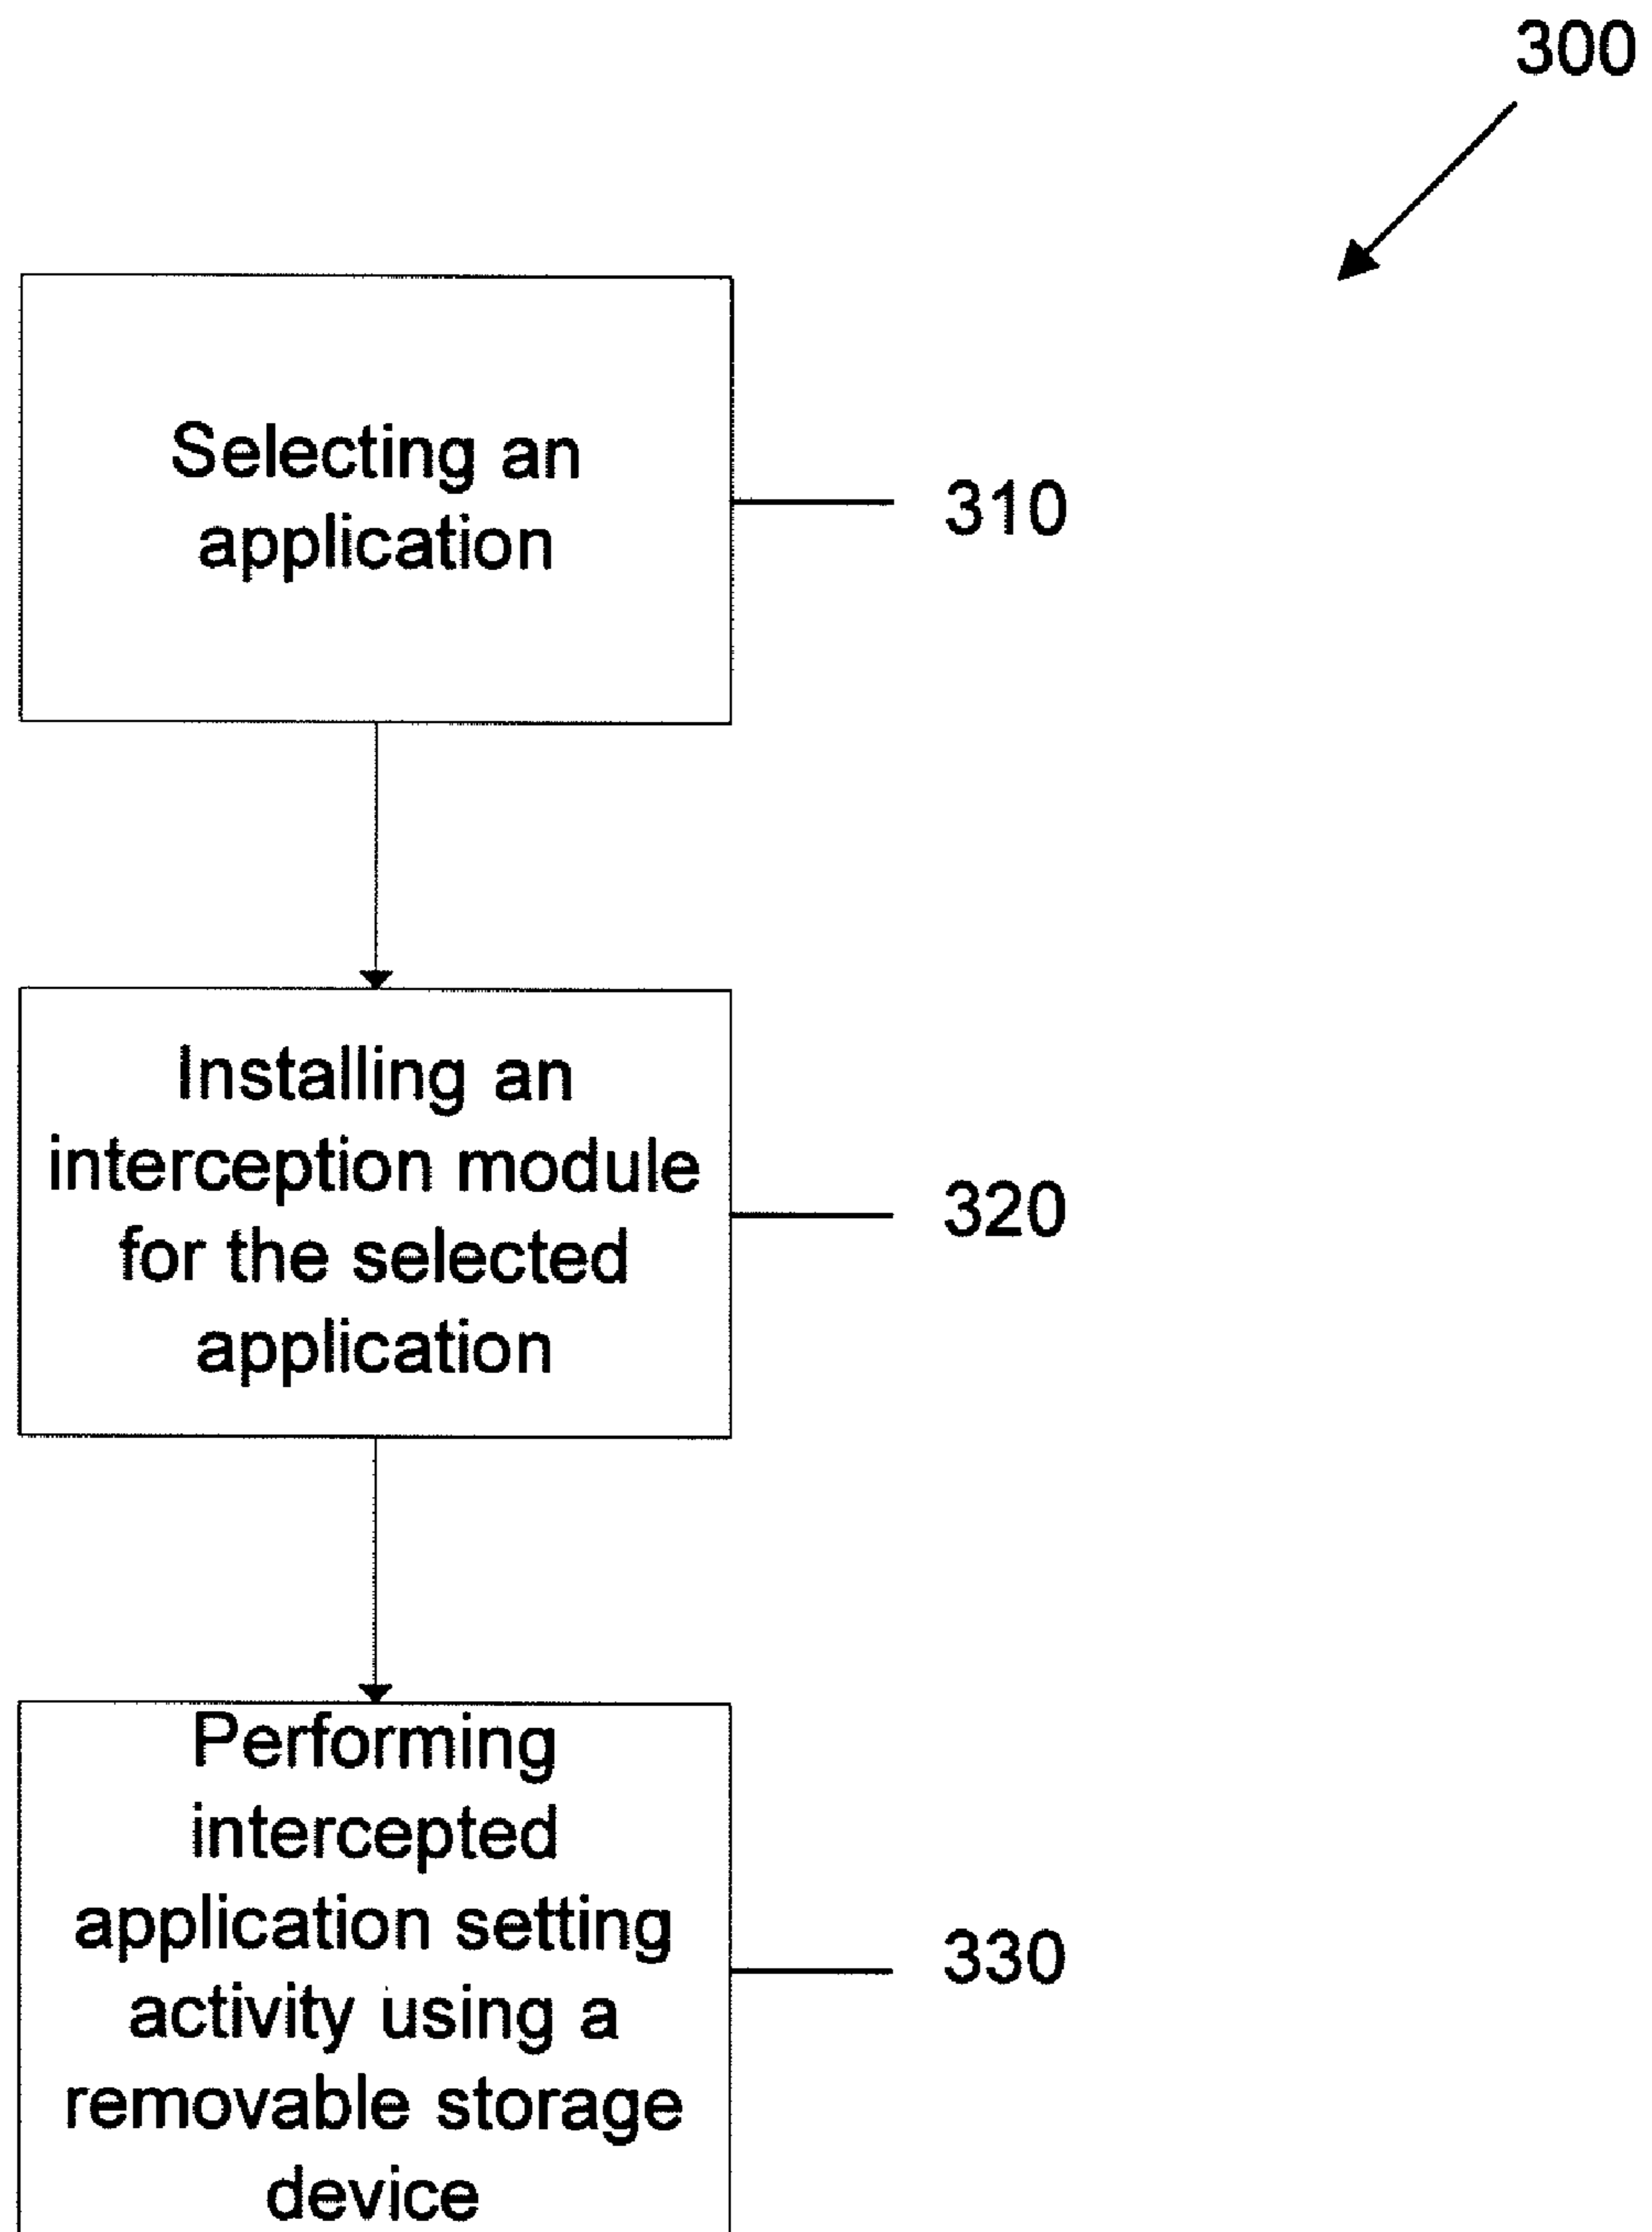 300
Selecting an
application
310
Installing an
interception module
for the selected
application
320
Performing
intercepted
application setting
activity using a
removable storage
device
330